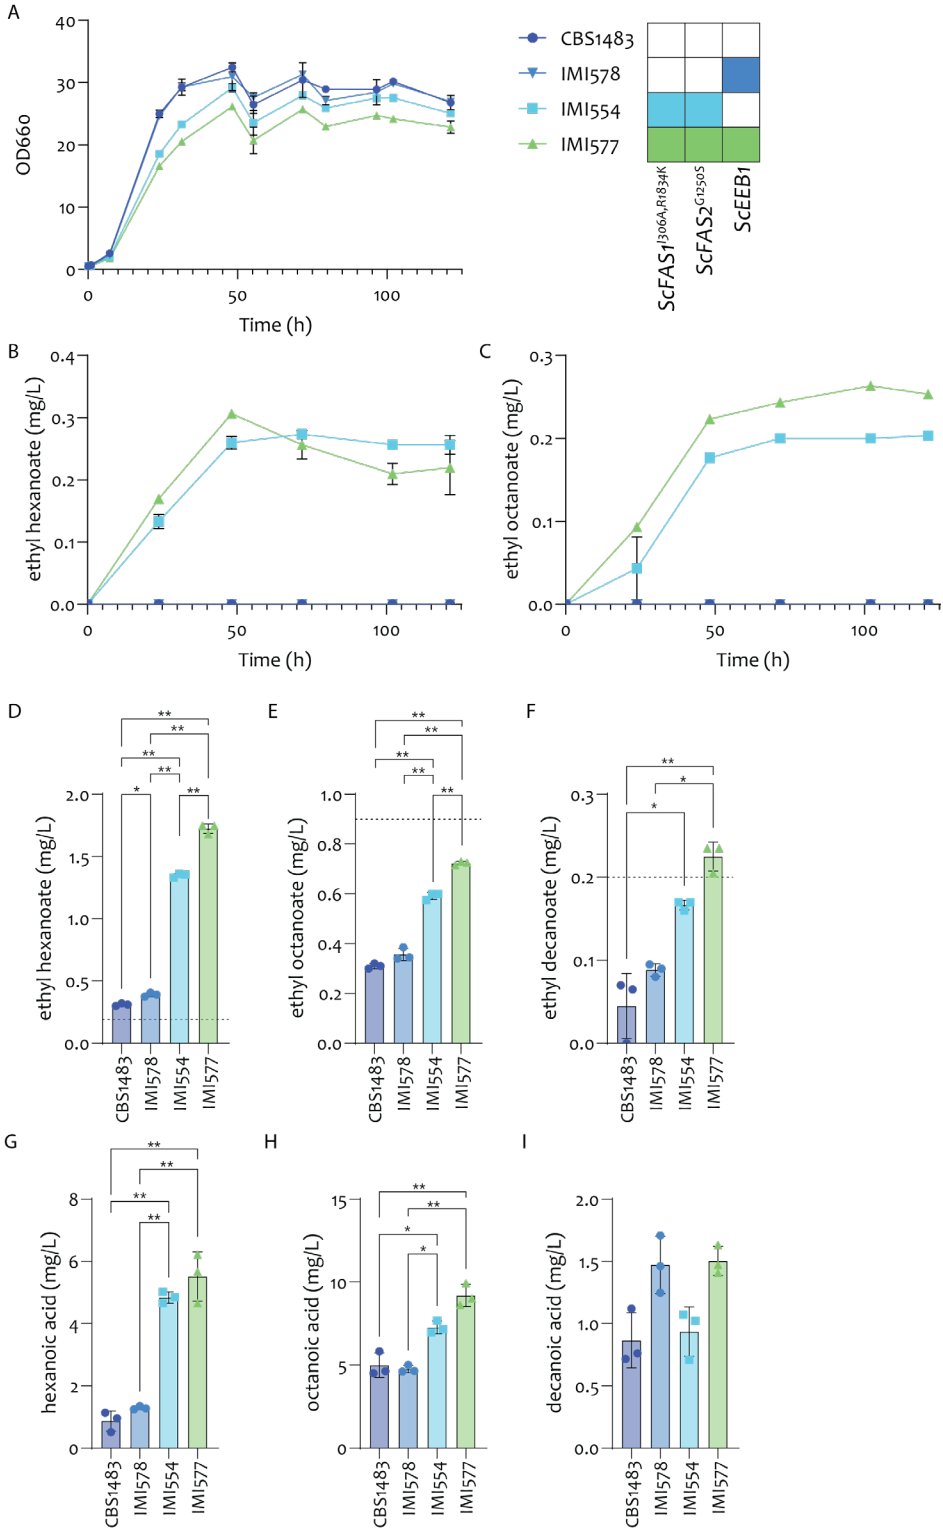 A
40
30
20
10
0
OD660
0
50
100
Time (h)
CBS1483
IMI578
IMI554
IMI577
ScFAS1^I306A,R1834K
ScFAS2^G1250S
ScEEB1
B
0.4
0.3
0.2
0.1
0.0
ethyl hexanoate (mg/L)
0
50
100
Time (h)
C
0.3
0.2
0.1
0.0
ethyl octanoate (mg/L)
0
50
100
Time (h)
D
**
**
**
**
*
**
2.0
1.5
1.0
0.5
0.0
ethyl hexanoate (mg/L)
CBS1483
IMI578
IMI554
IMI577
E
**
**
**
**
**
1.0
0.8
0.6
0.4
0.2
0.0
ethyl octanoate (mg/L)
CBS1483
IMI578
IMI554
IMI577
F
**
*
*
0.3
0.2
0.1
0.0
ethyl decanoate (mg/L)
CBS1483
IMI578
IMI554
IMI577
G
**
**
**
**
8
6
4
2
0
hexanoic acid (mg/L)
CBS1483
IMI578
IMI554
IMI577
H
**
**
*
*
15
10
5
0
octanoic acid (mg/L)
CBS1483
IMI578
IMI554
IMI577
I
2.0
1.5
1.0
0.5
0.0
decanoic acid (mg/L)
CBS1483
IMI578
IMI554
IMI577